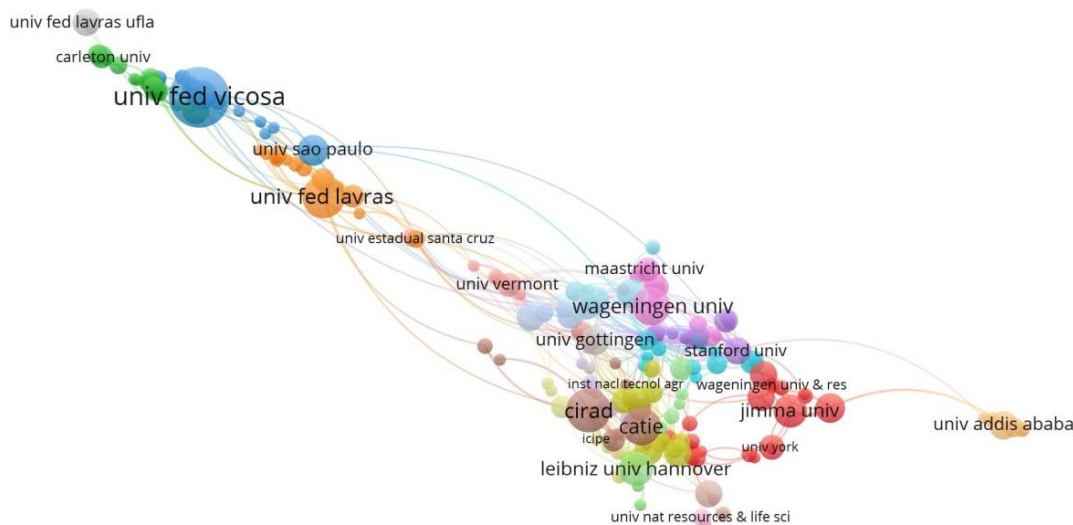 univ fed lavras ufla
carleton univ
univ fed vicosa
univ sao paulo
univ fed lavras
univ estadual santa cruz
maastricht univ
univ vermont
wageningen univ
univ gottingen
stanford univ
inst nacl tecnol agr
wageningen univ & res
cirad
jimma univ
catie
univ addis ababa
icipe
univ york
leibniz univ hannover
univ nat resources & life sci